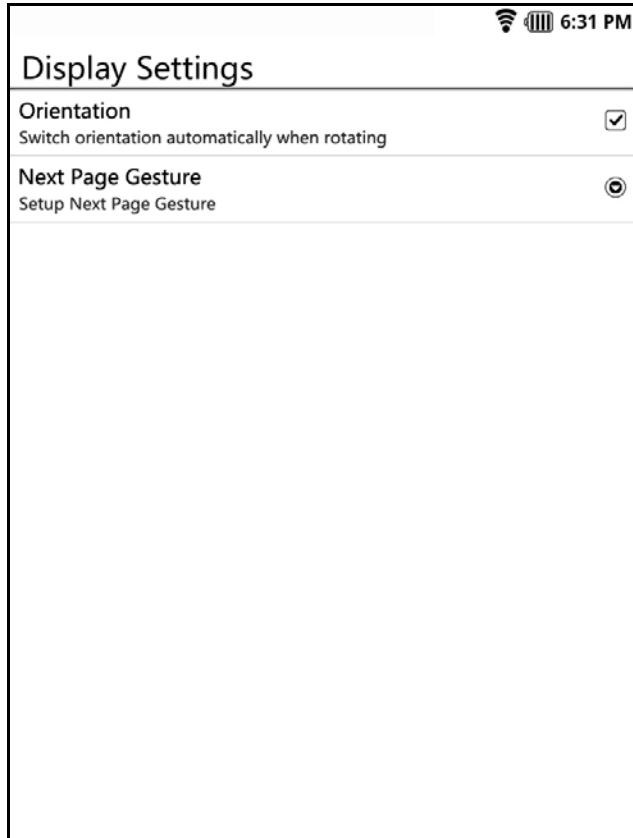 6:31 PM
Display Settings
Orientation
Switch orientation automatically when rotating
Next Page Gesture
Setup Next Page Gesture